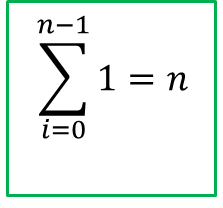 n−1
∑ 1 = n
i=0